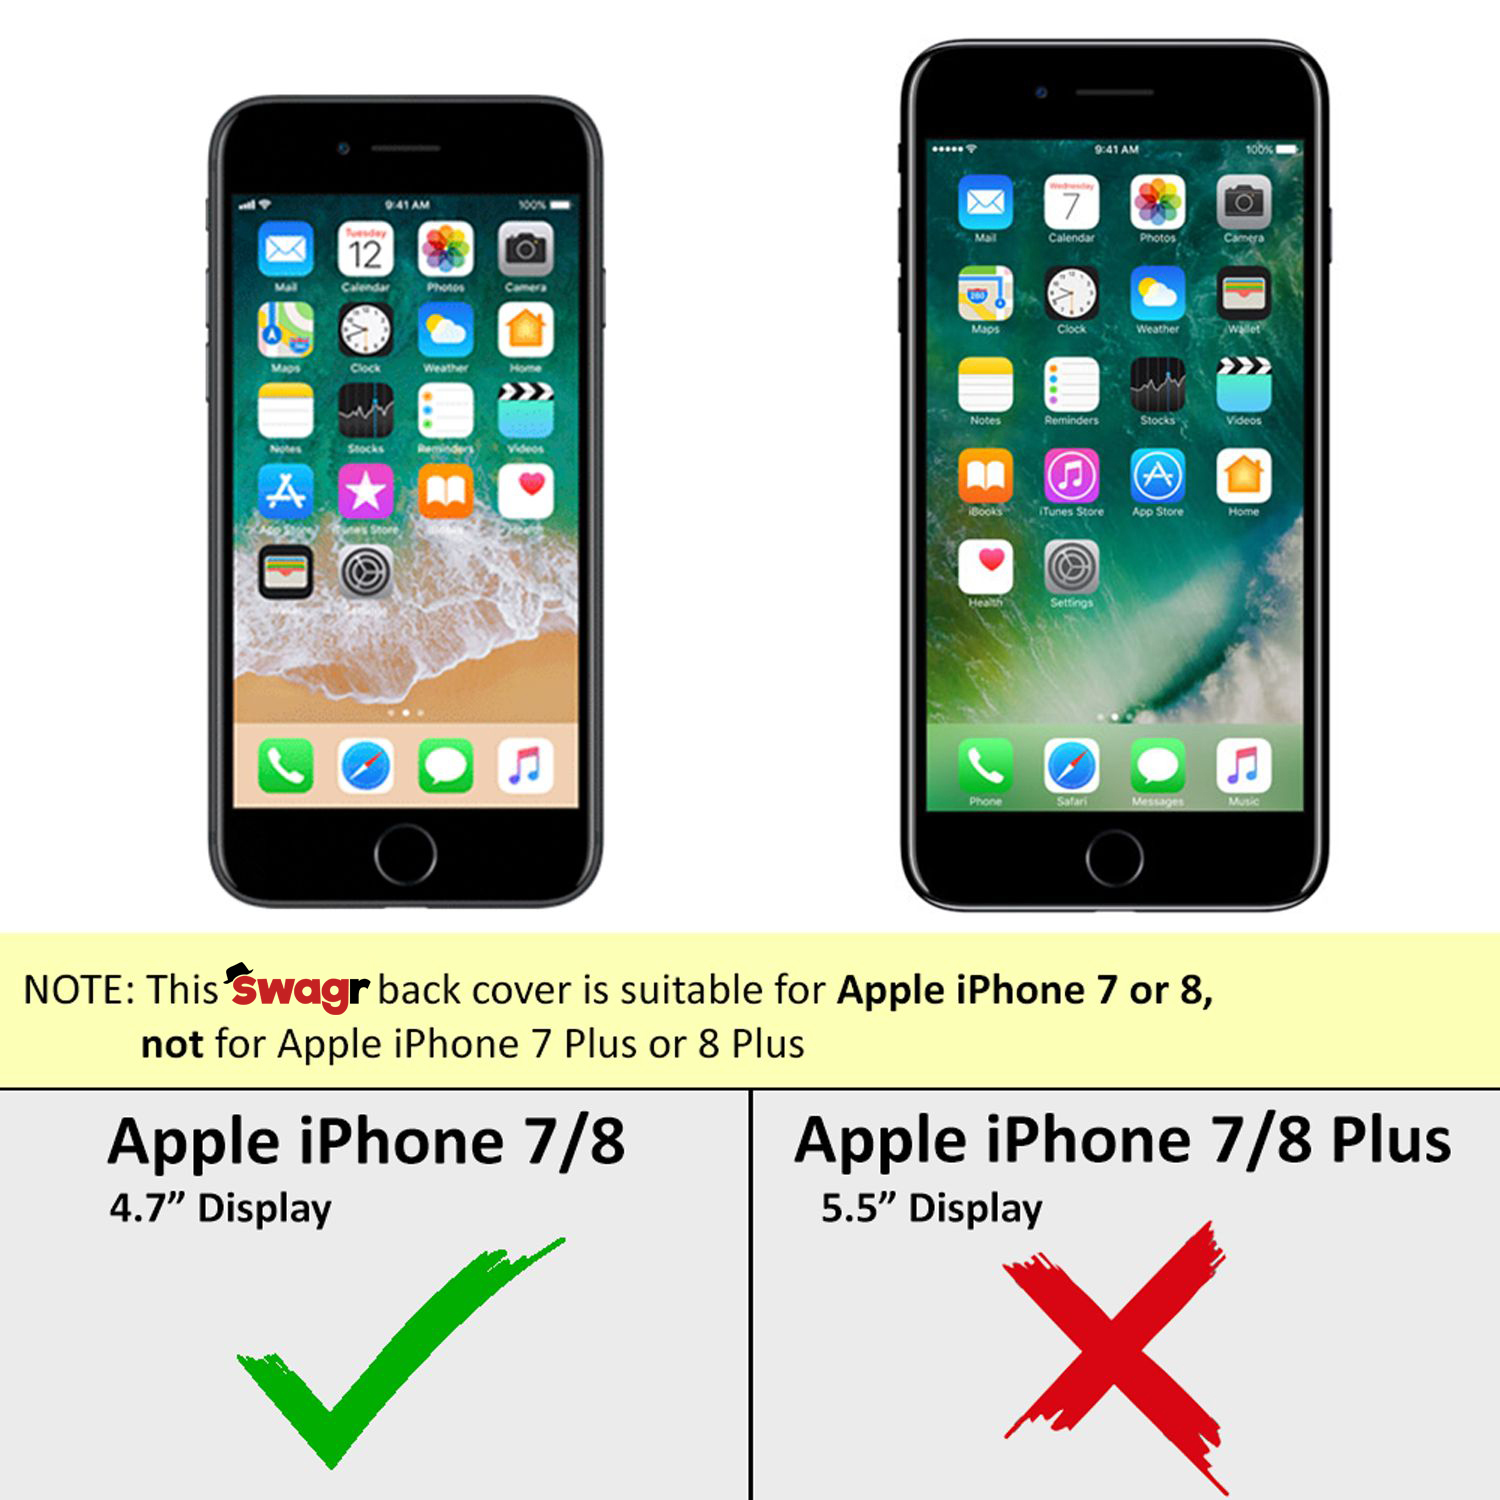 9:41 AM 100%
Tuesday
12
Mail Calendar Photos Camera
280
Maps Clock Weather Home
Notes Stocks Reminders Videos
App Store iTunes Store Health
9:41 AM 100%
Wednesday
7
Mail Calendar Photos Camera
280
Maps Clock Weather Wallet
Notes Reminders Stocks Videos
iBooks iTunes Store App Store Home
Health Settings
Phone Safari Messages Music
NOTE: This swagr back cover is suitable for Apple iPhone 7 or 8,
not for Apple iPhone 7 Plus or 8 Plus
Apple iPhone 7/8
4.7” Display
Apple iPhone 7/8 Plus
5.5” Display